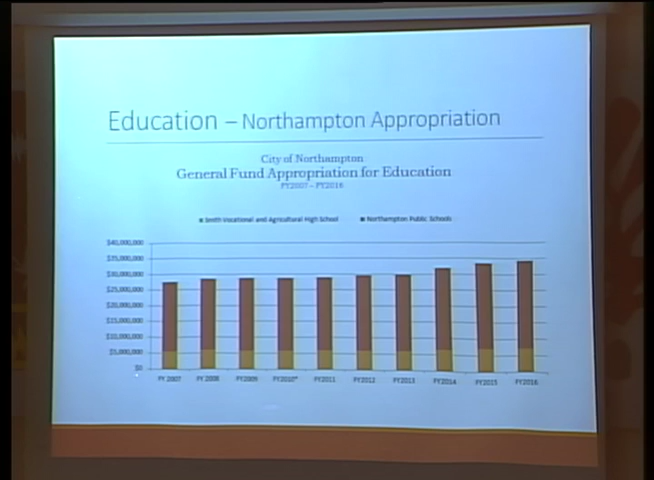 Education – Northampton Appropriation
City of Northampton
General Fund Appropriation for Education
FY2007 – FY2016
Smith Vocational and Agricultural High School Northampton Public Schools
$40,000,000
$35,000,000
$30,000,000
$25,000,000
$20,000,000
$15,000,000
$10,000,000
$5,000,000
$0
FY 2007 FY 2008 FY2009 FY2010* FY2011 FY2012 FY2013 FY2014 FY2015 FY2016